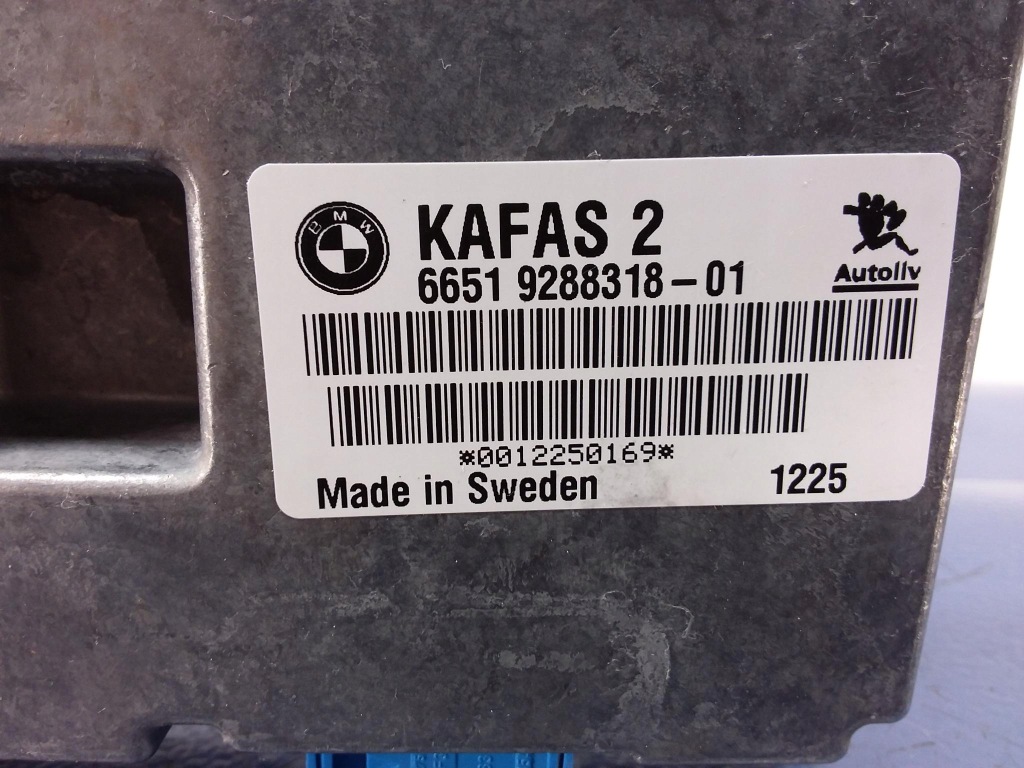 BMW
KAFAS 2
6651 9288318-01
Autoliv
*0012250169*
Made in Sweden
1225